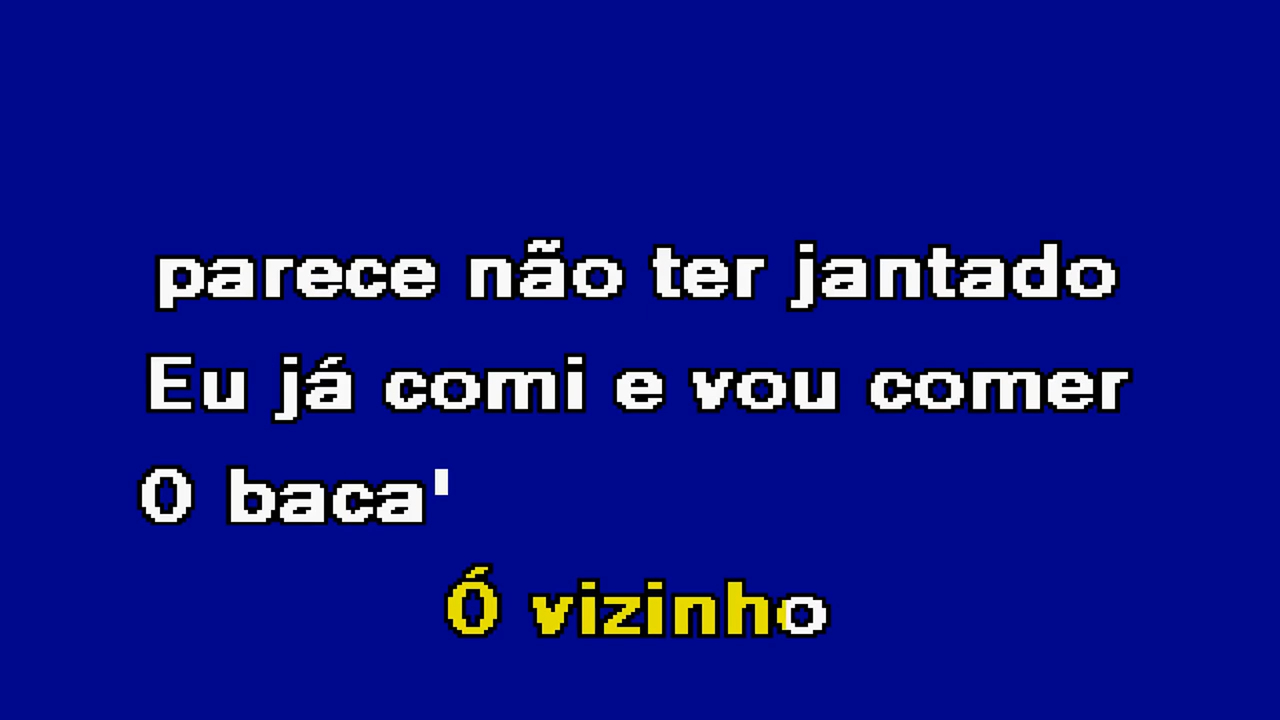 parece não ter jantado
Eu já comi e vou comer
O baca'
Ó vizinho